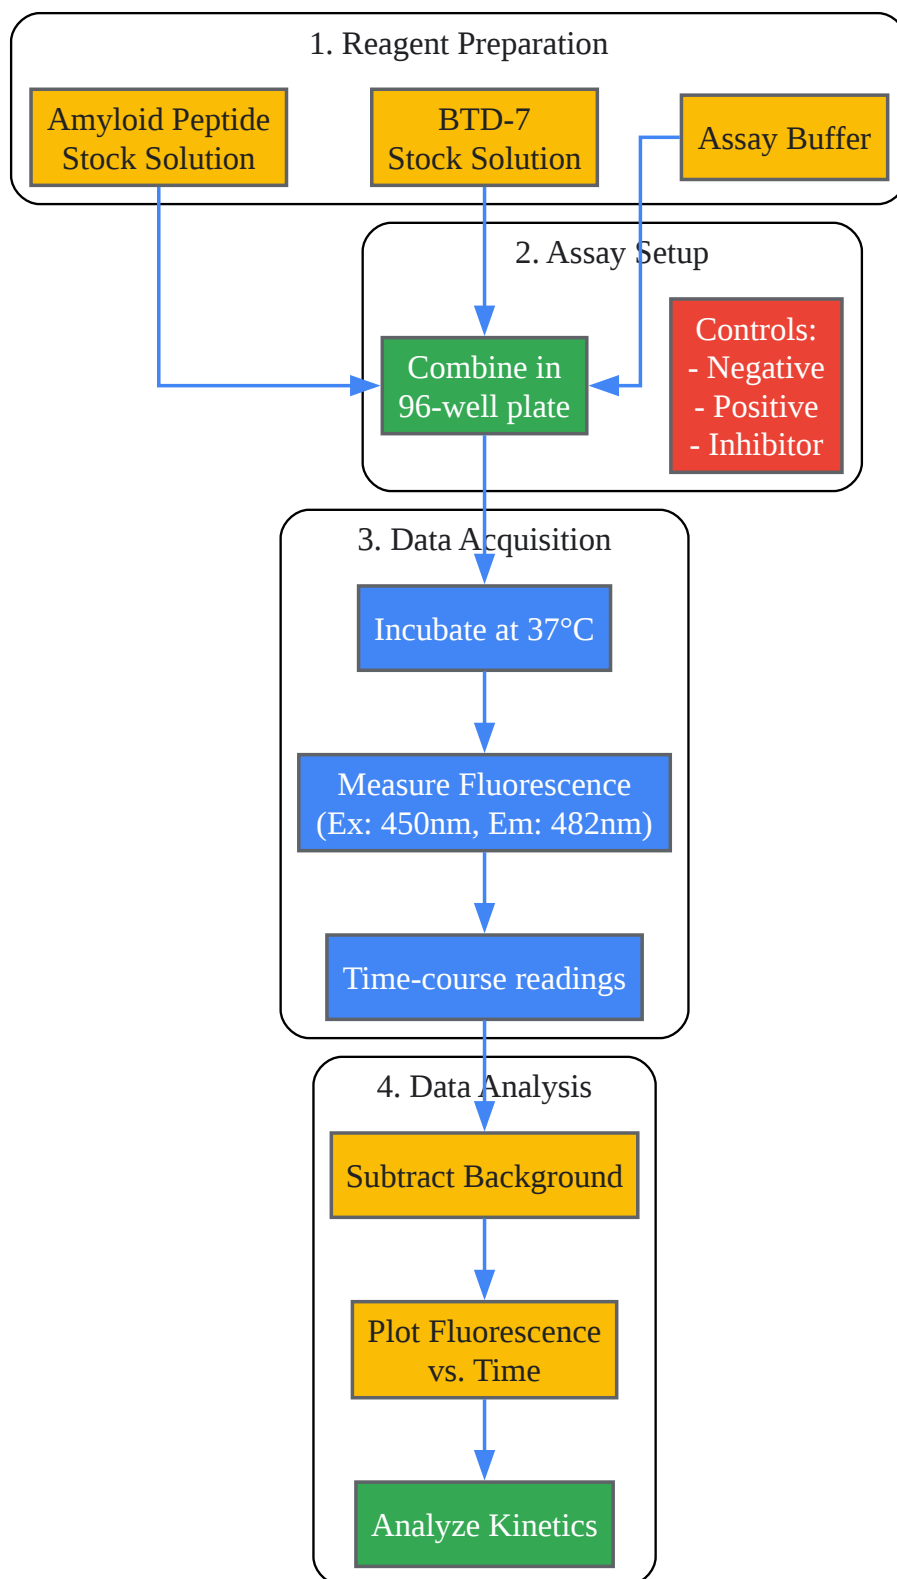 1. Reagent Preparation
Amyloid Peptide
Stock Solution
BTD-7
Stock Solution
Assay Buffer
2. Assay Setup
Combine in
96-well plate
Controls:
- Negative
- Positive
- Inhibitor
3. Data Acquisition
Incubate at 37°C
Measure Fluorescence
(Ex: 450nm, Em: 482nm)
Time-course readings
4. Data Analysis
Subtract Background
Plot Fluorescence
vs. Time
Analyze Kinetics